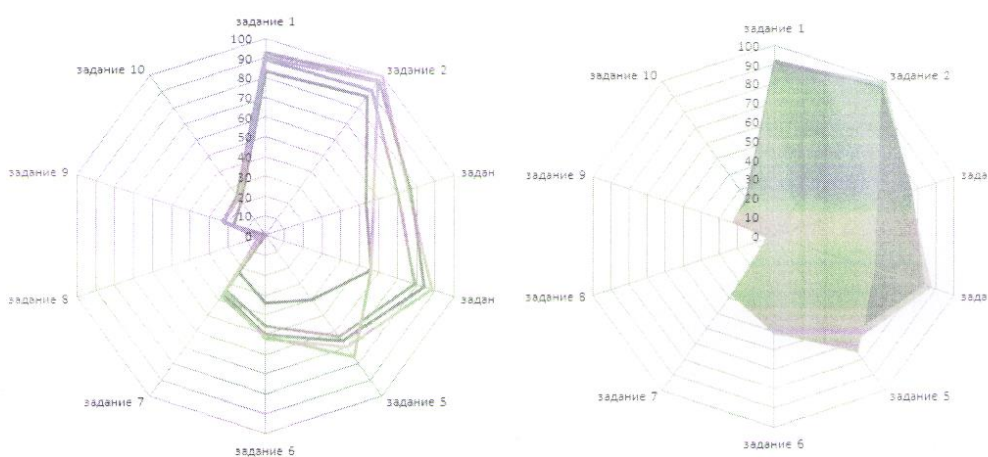 задание 1
задание 2
задан
задан
задание 5
задание 6
задание 7
задание 8
задание 9
задание 10
100
90
80
70
60
50
40
30
20
10
0
задание 1
задание 2
зада
зада
задание 5
задание 6
задание 7
задание 8
задание 9
задание 10
100
90
80
70
60
50
40
30
20
10
0